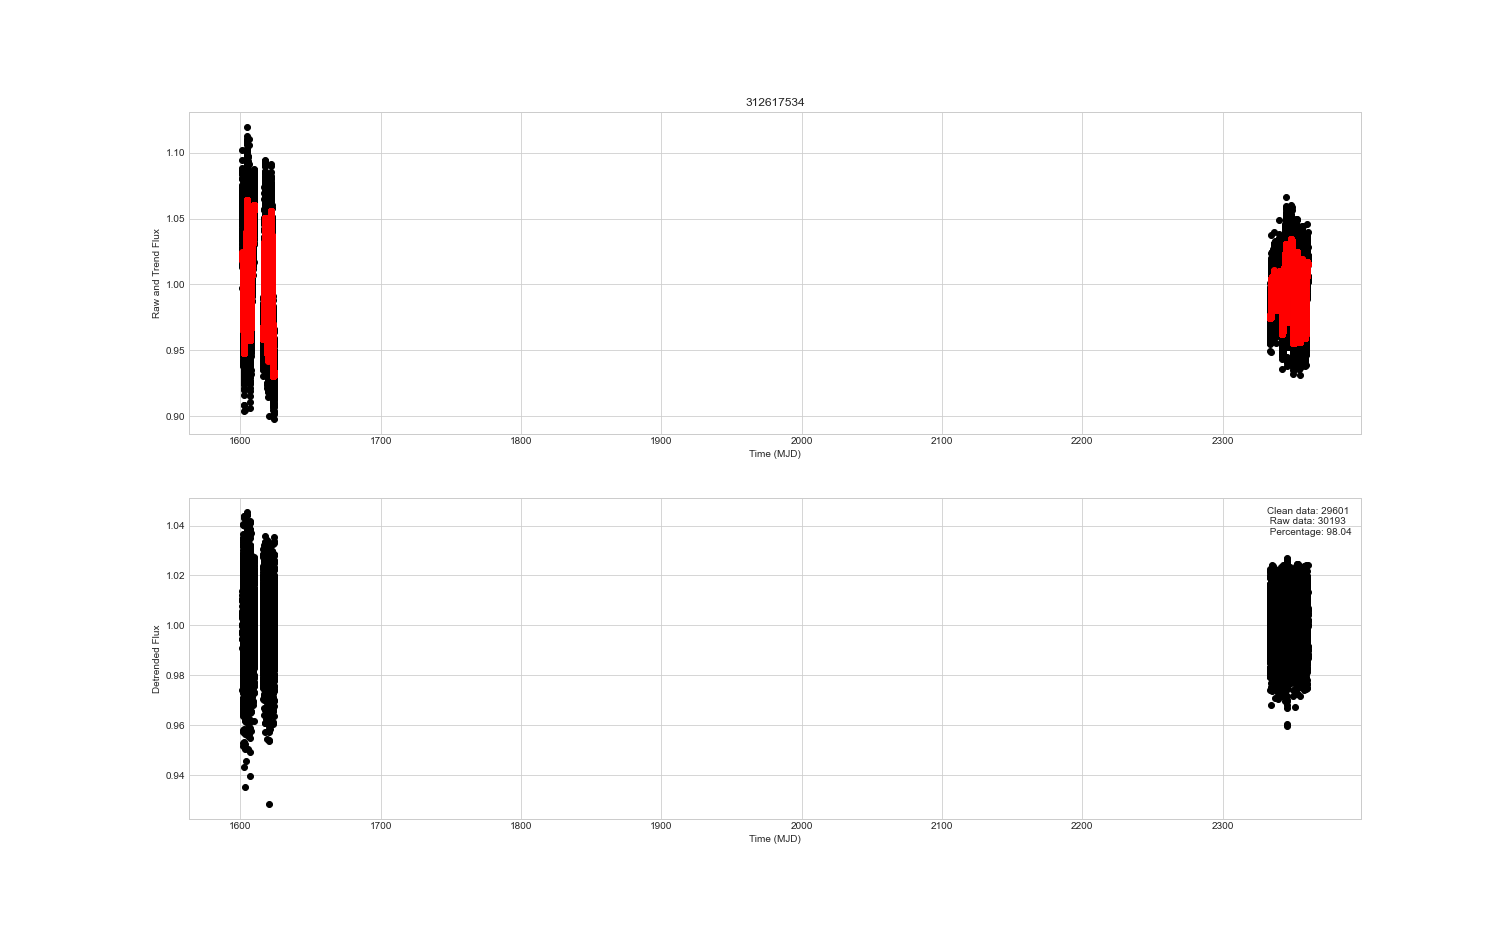 312617534
1.10
1.05
1.00
0.95
0.90
Raw and Trend Flux
1600 1700 1800 1900 2000 2100 2200 2300
Time (MJD)
Clean data: 29601
Raw data: 30193
Percentage: 98.04
1.04
1.02
1.00
0.98
0.96
0.94
Detrended Flux
1600 1700 1800 1900 2000 2100 2200 2300
Time (MJD)